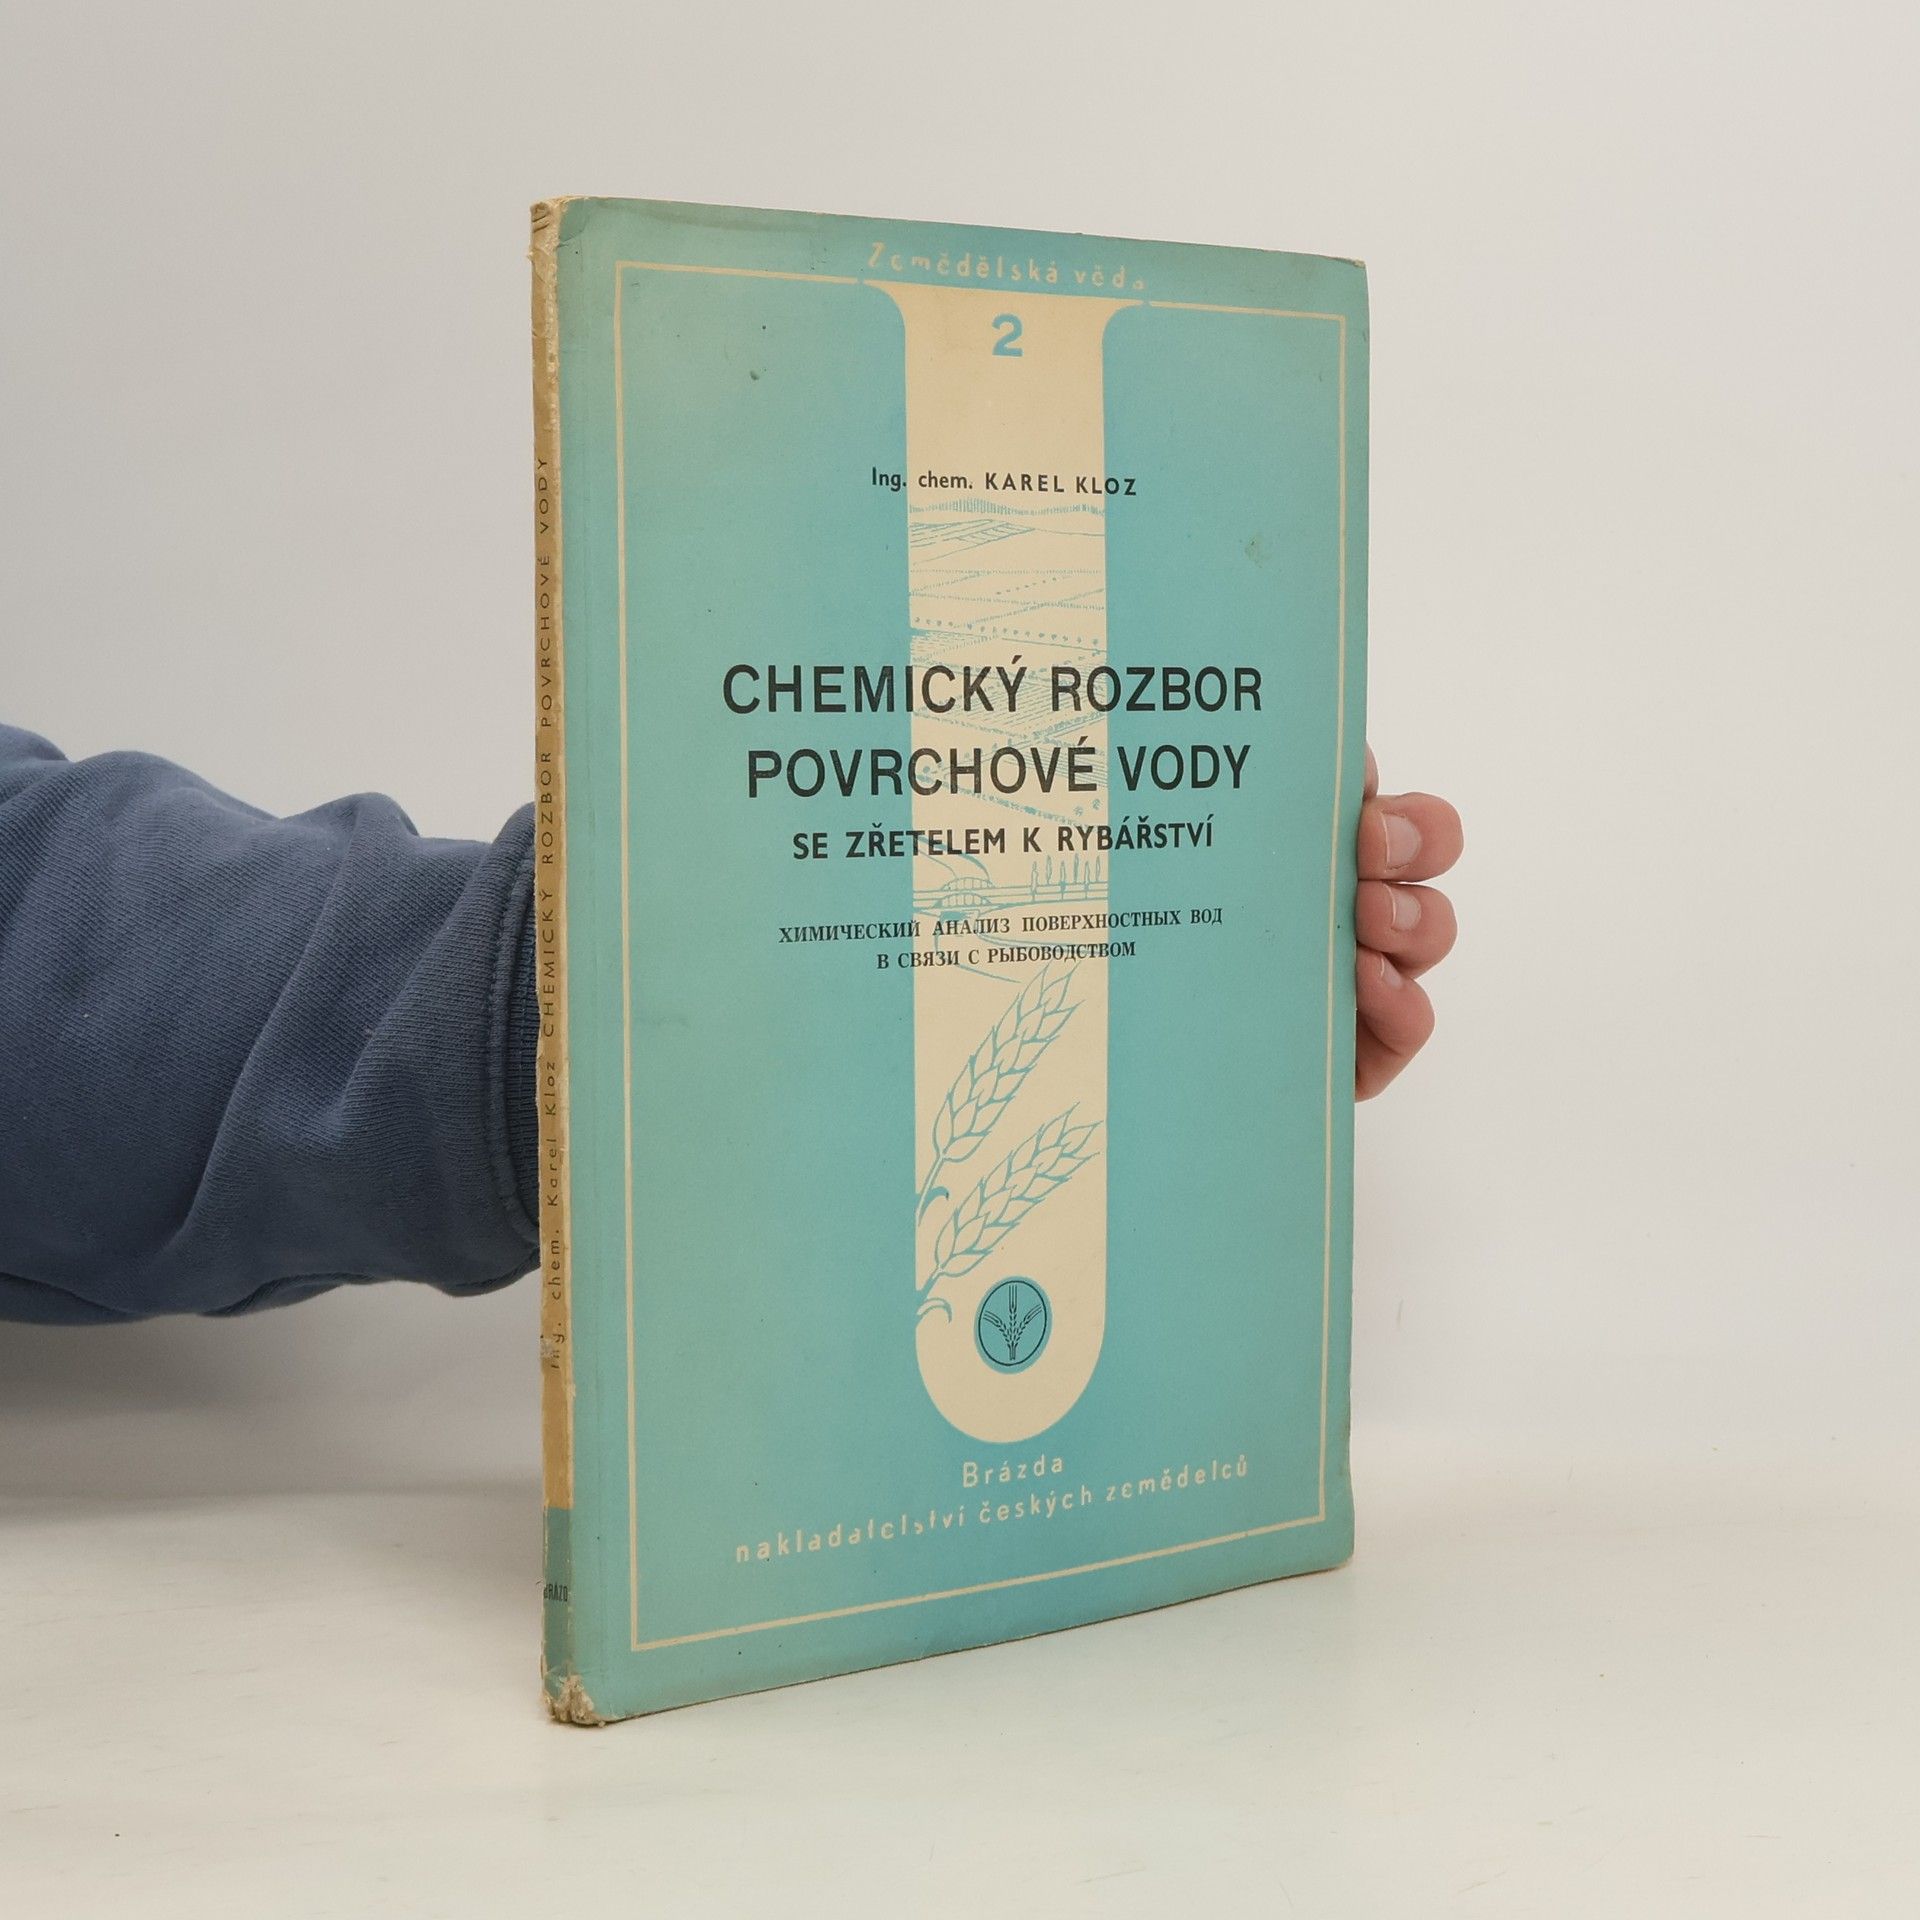 Zemědělská věda
2
Ing. chem. KAREL KLOZ
CHEMICKÝ ROZBOR
POVRCHOVÉ VODY
SE ZŘETELEM K RYBÁŘSTVÍ
ХИМИЧЕСКИЙ АНАЛИЗ ПОВЕРХНОСТНЫХ ВОД
В СВЯЗИ С РЫБОВОДСТВОМ
Brázda
nakladatelství českých zemědelců
Ing. chem. Karel Kloz CHEMICKÝ ROZBOR POVRCHOVÉ VODY